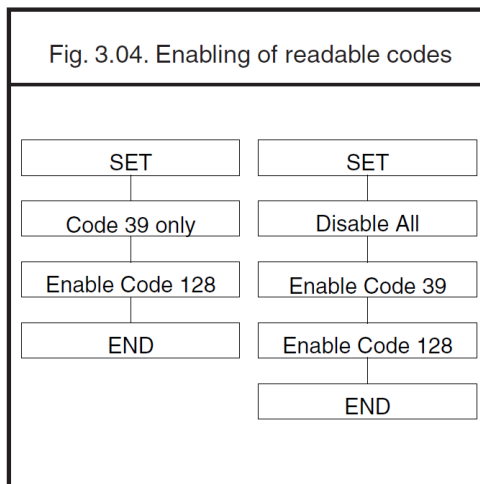 Fig. 3.04. Enabling of readable codes
SET
Code 39 only
Enable Code 128
END
SET
Disable All
Enable Code 39
Enable Code 128
END